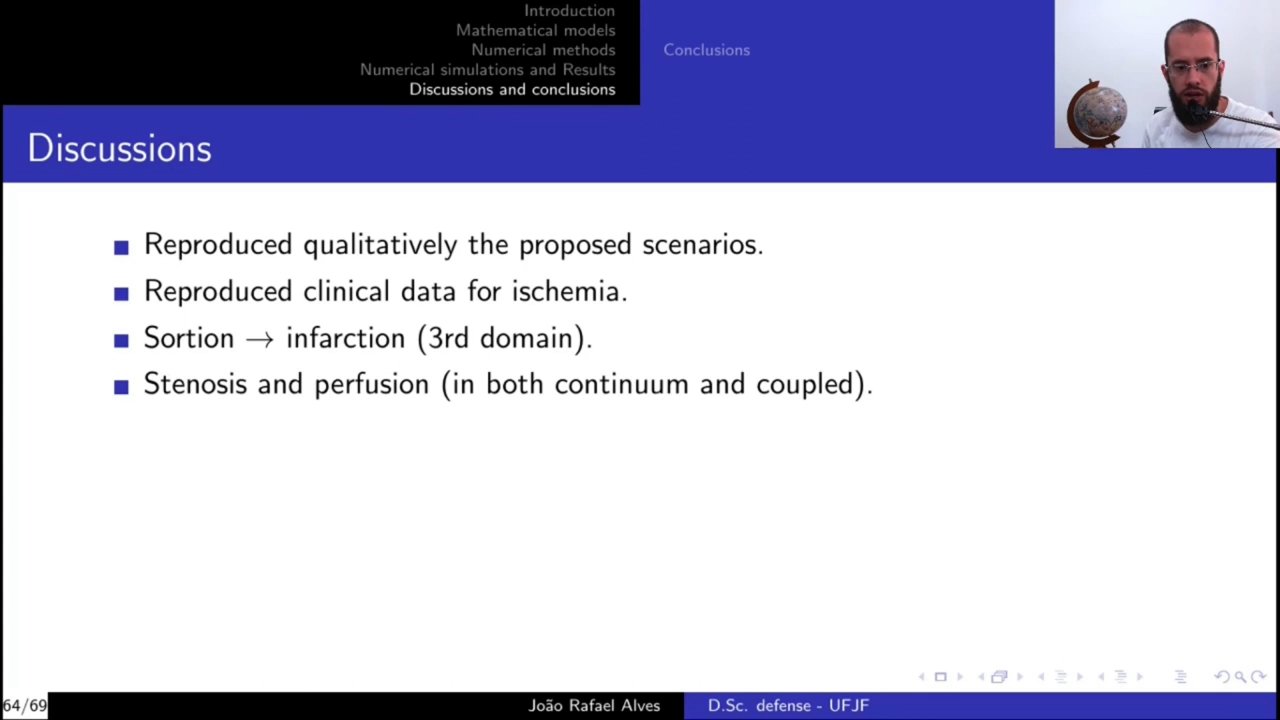 Introduction
Mathematical models
Numerical methods
Numerical simulations and Results
Discussions and conclusions
Conclusions
Discussions
Reproduced qualitatively the proposed scenarios.
Reproduced clinical data for ischemia.
Sortion → infarction (3rd domain).
Stenosis and perfusion (in both continuum and coupled).
64/69
João Rafael Alves
D.Sc. defense - UFJF